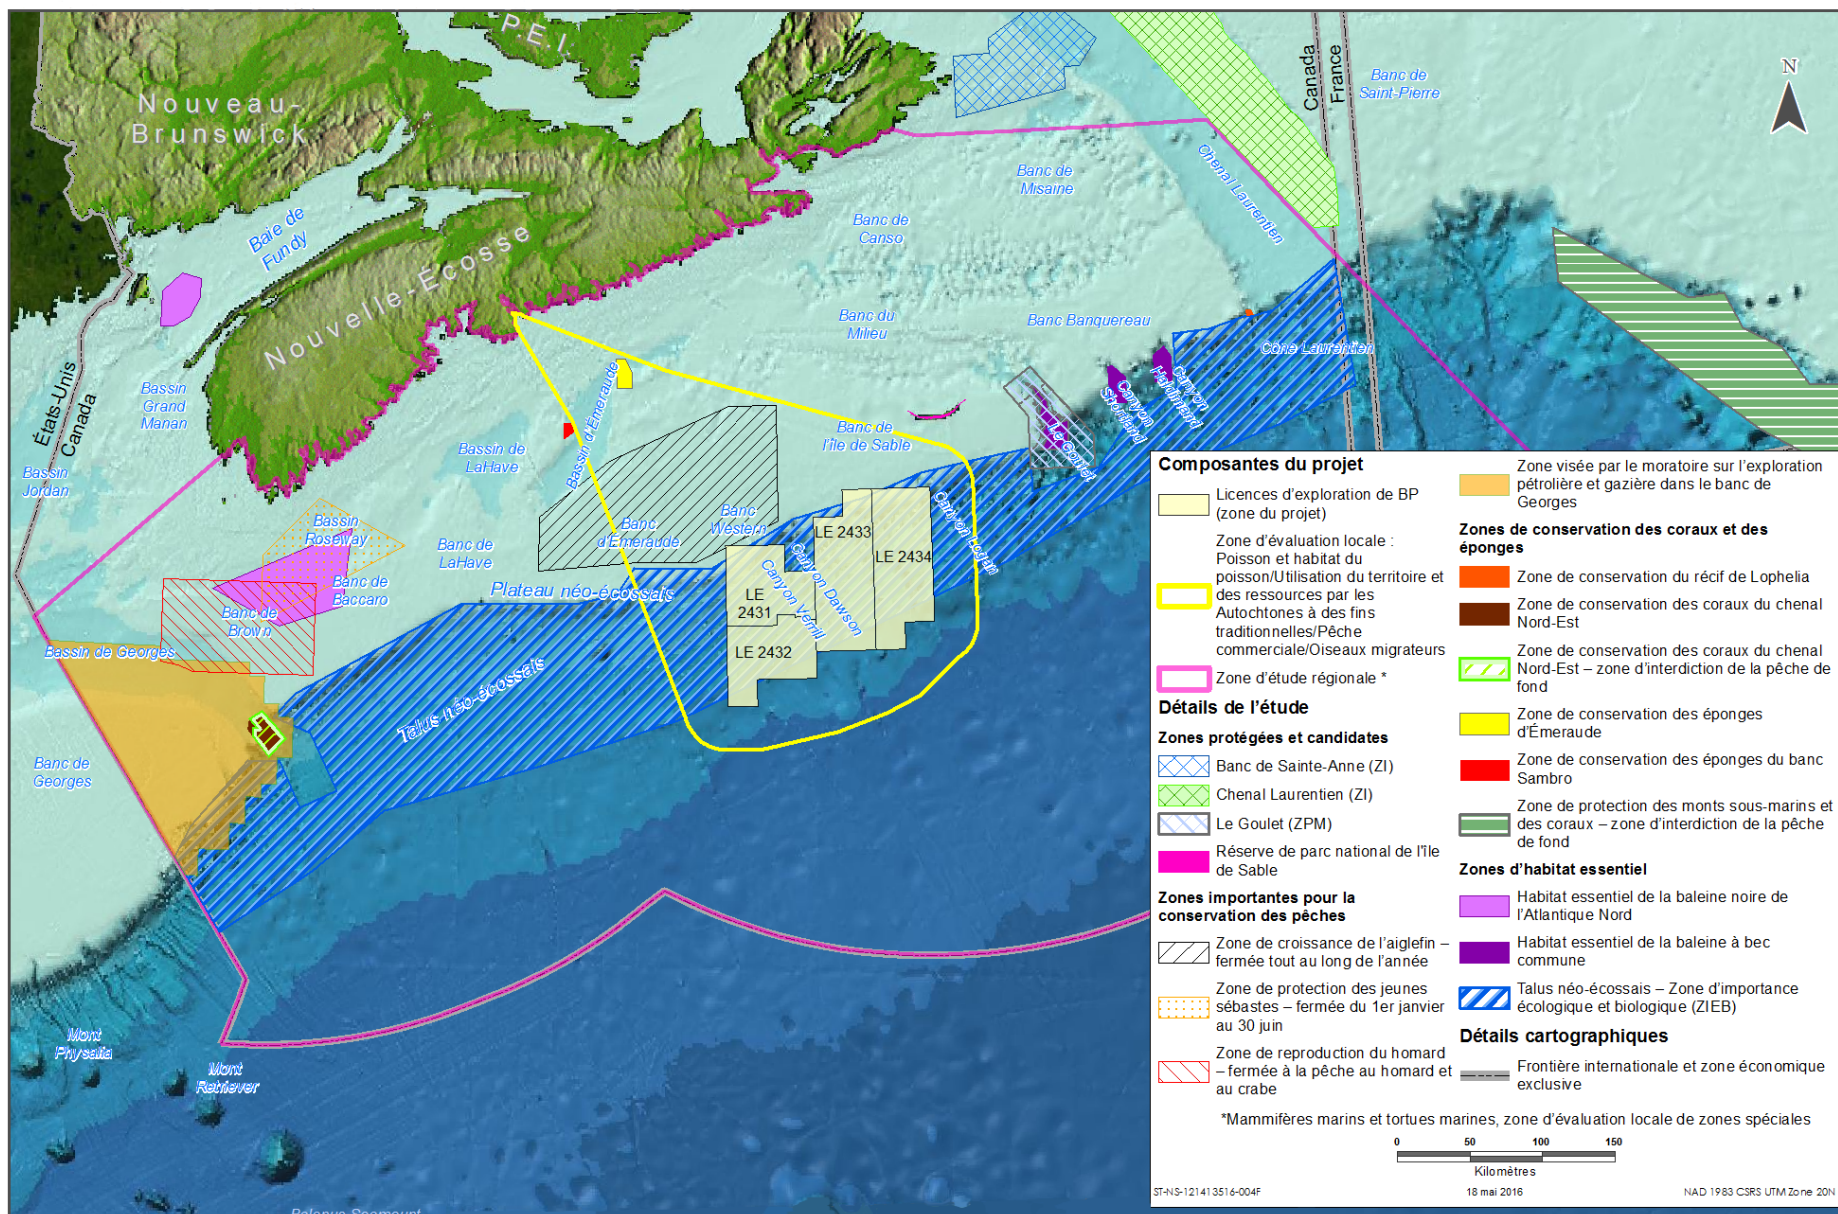 P.E.I.
Nouveau-
Brunswick
Baie de
Fundy
Nouvelle-Écosse
États-Unis
Canada
Canada
France
Banc de
Saint-Pierre
N
Banc de
Misaine
Chenal Laurentien
Banc de
Canso
Banc du
Milieu
Banc Banquereau
Cône Laurentien
Bassin
Grand
Manan
Bassin
Jordan
Bassin d'Émeraude
Bassin de
LaHave
Banc de
l'île de Sable
Le Goulet
Canyon
Shortland
Canyon
Haldimand
Bassin
Roseway
Banc de
LaHave
Banc
d'Émeraude
Banc
Western
Canyon Logan
LE 2433
LE 2434
Canyon Dawson
Canyon Verrill
LE
2431
LE 2432
Plateau néo-écossais
Banc de
Baccaro
Banc de
Brown
Bassin de Georges
Talus néo-écossais
Banc de
Georges
Mont
Physalia
Mont
Retriever
Balanus Seamount
Composantes du projet
Licences d'exploration de BP
(zone du projet)
Zone d'évaluation locale :
Poisson et habitat du
poisson/Utilisation du territoire et
des ressources par les
Autochtones à des fins
traditionnelles/Pêche
commerciale/Oiseaux migrateurs
Zone d'étude régionale *
Détails de l'étude
Zones protégées et candidates
Banc de Sainte-Anne (ZI)
Chenal Laurentien (ZI)
Le Goulet (ZPM)
Réserve de parc national de l'île
de Sable
Zones importantes pour la
conservation des pêches
Zone de croissance de l'aiglefin –
fermée tout au long de l'année
Zone de protection des jeunes
sébastes – fermée du 1er janvier
au 30 juin
Zone de reproduction du homard
– fermée à la pêche au homard et
au crabe
Zone visée par le moratoire sur l'exploration
pétrolière et gazière dans le banc de
Georges
Zones de conservation des coraux et des
éponges
Zone de conservation du récif de Lophelia
Zone de conservation des coraux du chenal
Nord-Est
Zone de conservation des coraux du chenal
Nord-Est – zone d'interdiction de la pêche de
fond
Zone de conservation des éponges
d'Émeraude
Zone de conservation des éponges du banc
Sambro
Zone de protection des monts sous-marins et
des coraux – zone d'interdiction de la pêche
de fond
Zones d'habitat essentiel
Habitat essentiel de la baleine noire de
l'Atlantique Nord
Habitat essentiel de la baleine à bec
commune
Talus néo-écossais – Zone d'importance
écologique et biologique (ZIEB)
Détails cartographiques
Frontière internationale et zone économique
exclusive
*Mammifères marins et tortues marines, zone d'évaluation locale de zones spéciales
0 50 100 150
Kilomètres
ST-NS-121413516-004F
18 mai 2016
NAD 1983 CSRS UTM Zone 20N